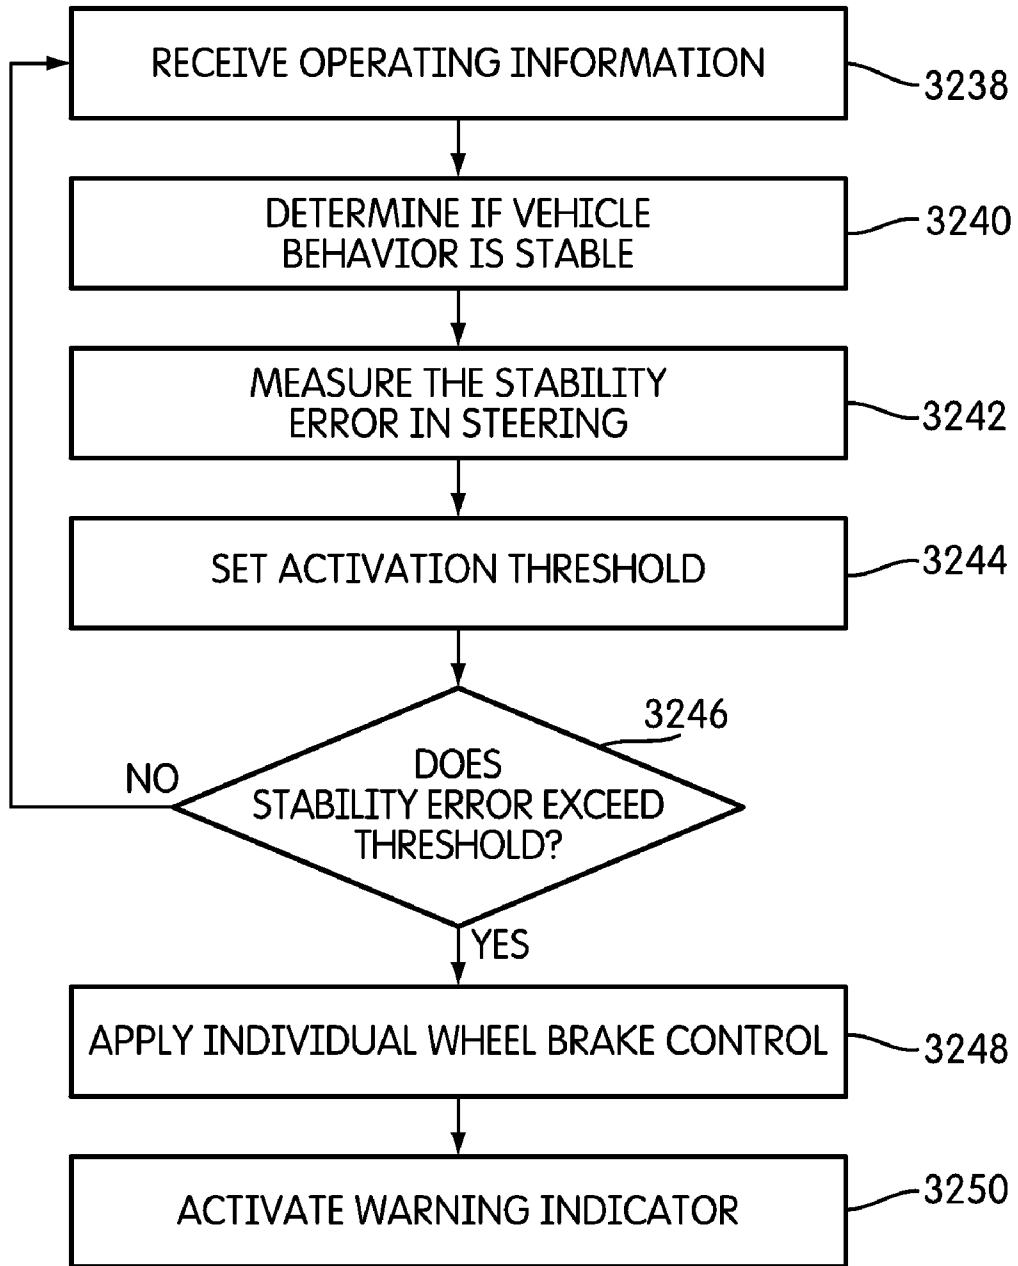 RECEIVE OPERATING INFORMATION
3238
DETERMINE IF VEHICLE
BEHAVIOR IS STABLE
3240
MEASURE THE STABILITY
ERROR IN STEERING
3242
SET ACTIVATION THRESHOLD
3244
3246
NO
DOES
STABILITY ERROR EXCEED
THRESHOLD?
YES
APPLY INDIVIDUAL WHEEL BRAKE CONTROL
3248
ACTIVATE WARNING INDICATOR
3250